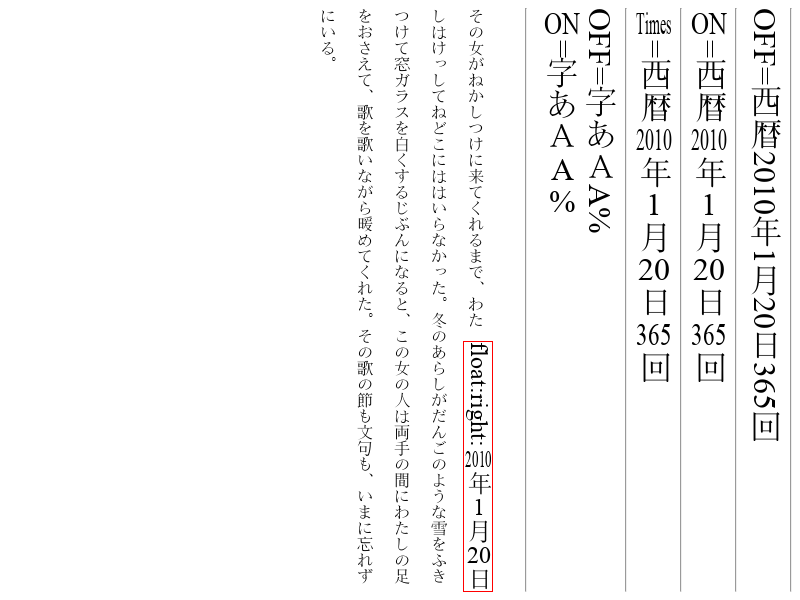 OFF=西暦2010年1月20日365回
ON=西暦2010年1月20日365回
Times=西暦2010年1月20日365回
OFF=字あＡA%
ON=字あＡA%
float:right: 2010年1月20日
その女がねかしつけに来てくれるまで、わた
しはけっしてねどこにははいらなかった。冬のあらしがだんごのような雪をふき
つけて窓ガラスを白くするじぶんになると、この女の人は両手の間にわたしの足
をおさえて、歌を歌いながら暖めてくれた。その歌の節も文句も、いまに忘れず
にいる。